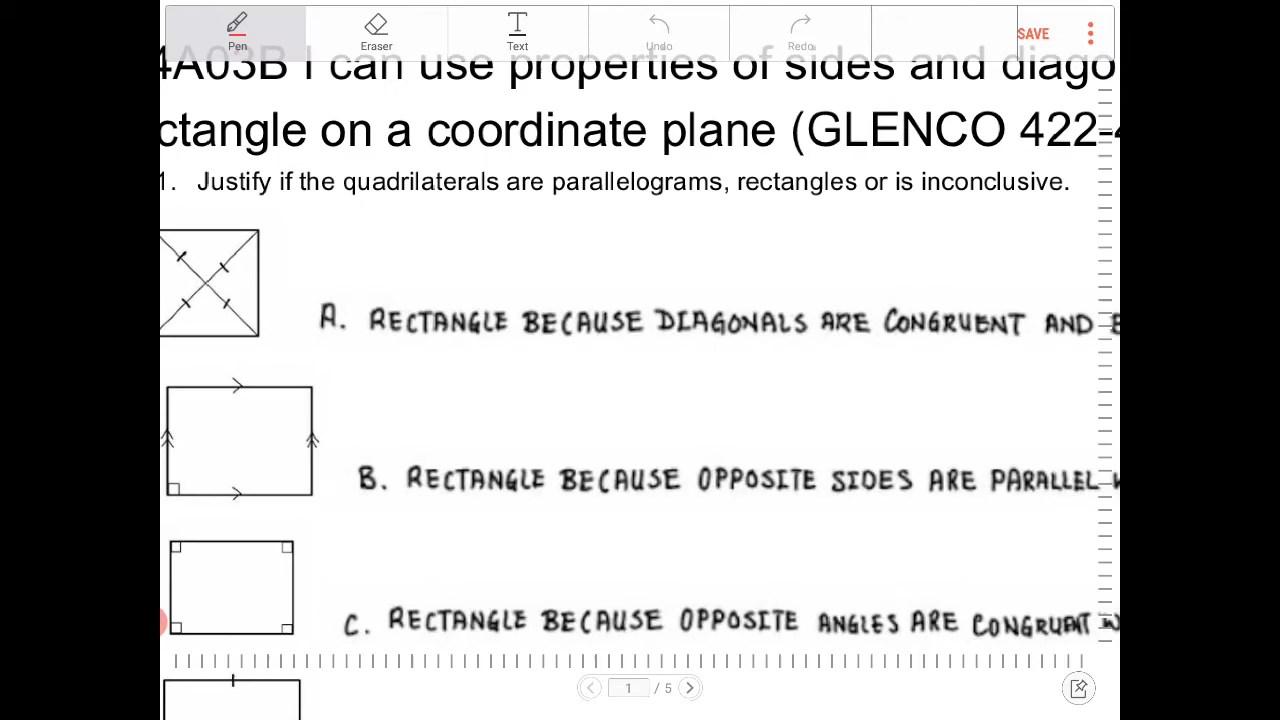 Pen Eraser Text Undo Redo SAVE
4A03B I can use properties of sides and diago
ctangle on a coordinate plane (GLENCO 422-4
1. Justify if the quadrilaterals are parallelograms, rectangles or is inconclusive.
A. RECTANGLE BECAUSE DIAGONALS ARE CONGRUENT AND
B. RECTANGLE BECAUSE OPPOSITE SIDES ARE PARALLEL
C. RECTANGLE BECAUSE OPPOSITE ANGLES ARE CONGRUENT
1 / 5